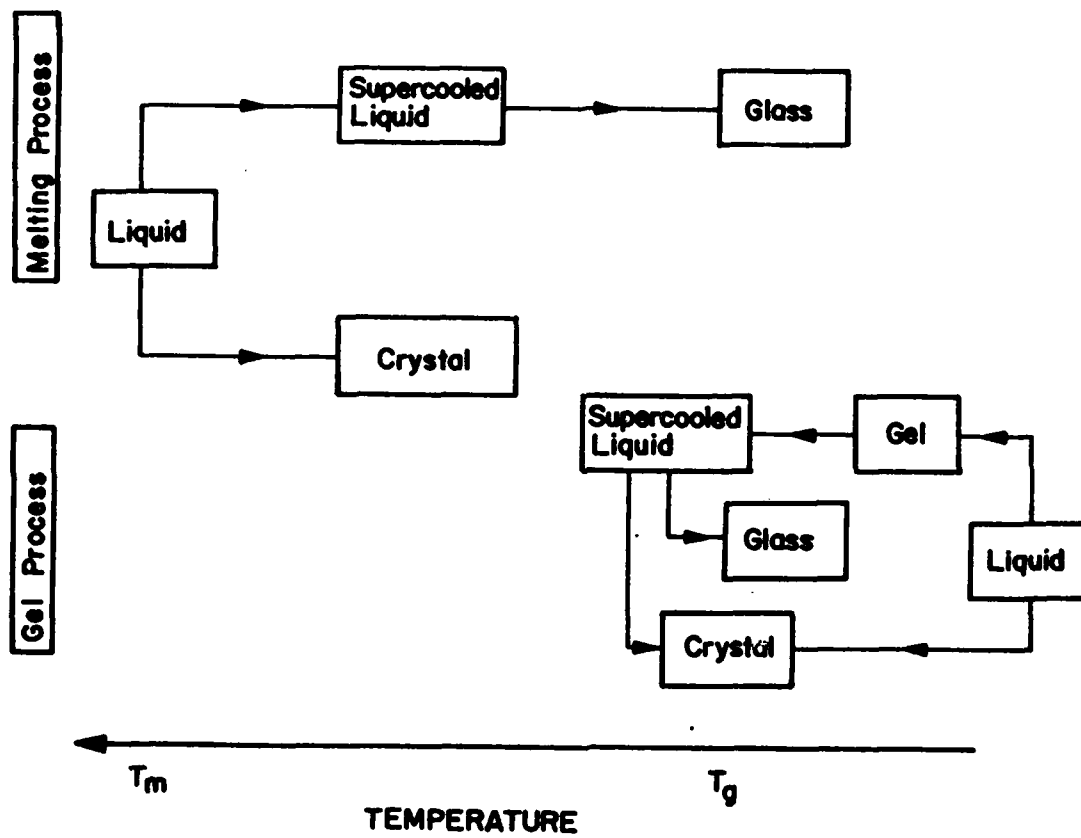 Melting Process
Supercooled
Liquid
Glass
Liquid
Crystal
Gel Process
Supercooled
Liquid
Gel
Glass
Liquid
Crystal
Tm
Tg
TEMPERATURE